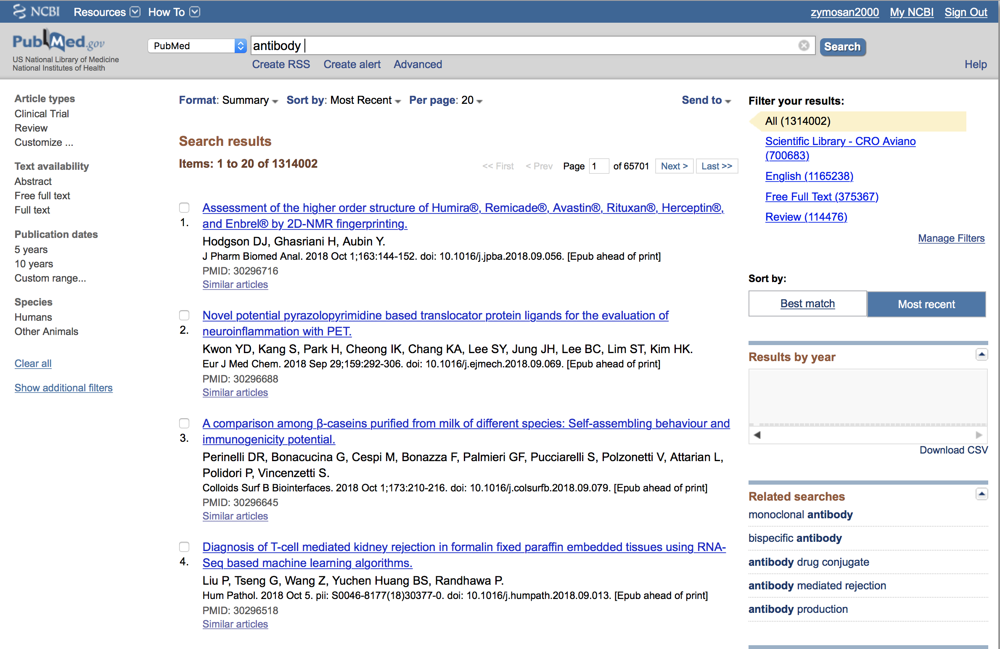 NCBI Resources How To zymosan2000 My NCBI Sign Out
PubMed.gov
US National Library of Medicine
National Institutes of Health
PubMed antibody Search
Create RSS Create alert Advanced Help
Article types
Clinical Trial
Review
Customize ...
Text availability
Abstract
Free full text
Full text
Publication dates
5 years
10 years
Custom range...
Species
Humans
Other Animals
Clear all
Show additional filters
Format: Summary Sort by: Most Recent Per page: 20 Send to
Search results
Items: 1 to 20 of 1314002
<< First < Prev Page 1 of 65701 Next > Last >>
Assessment of the higher order structure of Humira®, Remicade®, Avastin®, Rituxan®, Herceptin®,
1. and Enbrel® by 2D-NMR fingerprinting.
Hodgson DJ, Ghasriani H, Aubin Y.
J Pharm Biomed Anal. 2018 Oct 1;163:144-152. doi: 10.1016/j.jpba.2018.09.056. [Epub ahead of print]
PMID: 30296716
Similar articles
Novel potential pyrazolopyrimidine based translocator protein ligands for the evaluation of
2. neuroinflammation with PET.
Kwon YD, Kang S, Park H, Cheong IK, Chang KA, Lee SY, Jung JH, Lee BC, Lim ST, Kim HK.
Eur J Med Chem. 2018 Sep 29;159:292-306. doi: 10.1016/j.ejmech.2018.09.069. [Epub ahead of print]
PMID: 30296688
Similar articles
A comparison among β-caseins purified from milk of different species: Self-assembling behaviour and
3. immunogenicity potential.
Perinelli DR, Bonacucina G, Cespi M, Bonazza F, Palmieri GF, Pucciarelli S, Polzonetti V, Attarian L,
Polidori P, Vincenzetti S.
Colloids Surf B Biointerfaces. 2018 Oct 1;173:210-216. doi: 10.1016/j.colsurfb.2018.09.079. [Epub ahead of print]
PMID: 30296645
Similar articles
Diagnosis of T-cell mediated kidney rejection in formalin fixed paraffin embedded tissues using RNA-
4. Seq based machine learning algorithms.
Liu P, Tseng G, Wang Z, Yuchen Huang BS, Randhawa P.
Hum Pathol. 2018 Oct 5. pii: S0046-8177(18)30377-0. doi: 10.1016/j.humpath.2018.09.013. [Epub ahead of print]
PMID: 30296518
Similar articles
Filter your results:
All (1314002)
Scientific Library - CRO Aviano
(700683)
English (1165238)
Free Full Text (375367)
Review (114476)
Manage Filters
Sort by:
Best match Most recent
Results by year
Download CSV
Related searches
monoclonal antibody
bispecific antibody
antibody drug conjugate
antibody mediated rejection
antibody production